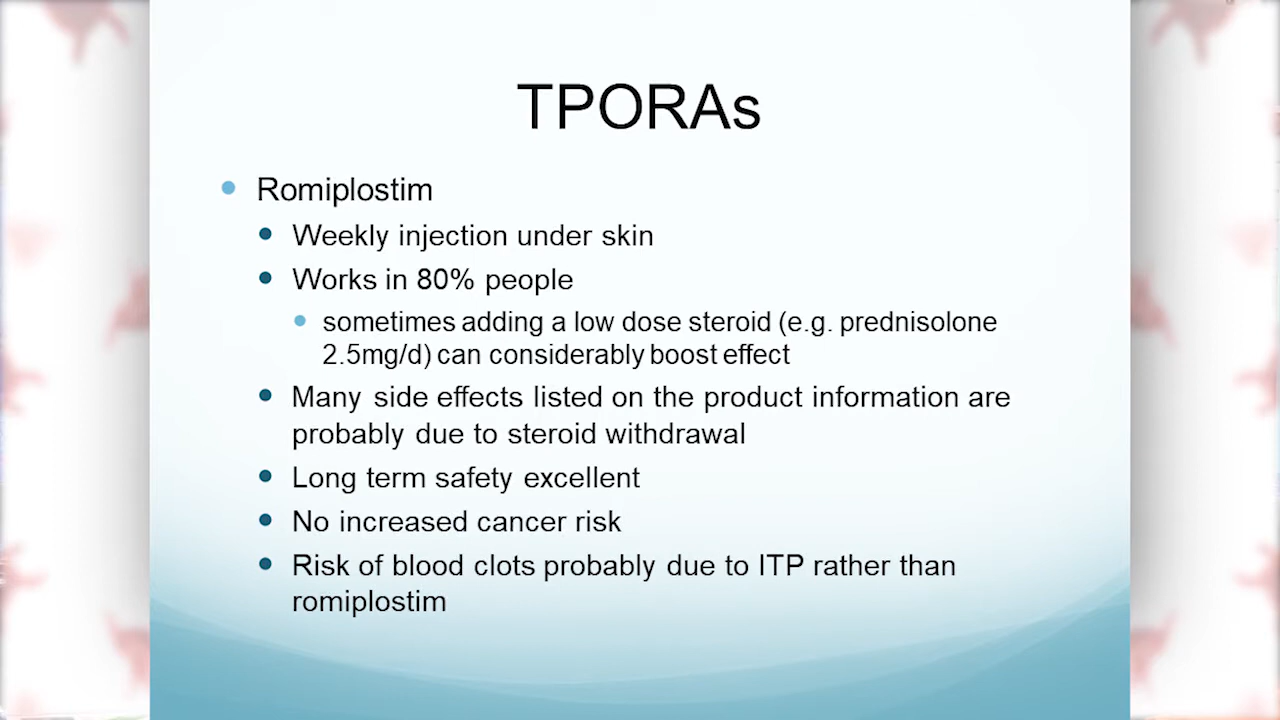 TPORAs
Romiplostim
Weekly injection under skin
Works in 80% people
sometimes adding a low dose steroid (e.g. prednisolone
2.5mg/d) can considerably boost effect
Many side effects listed on the product information are
probably due to steroid withdrawal
Long term safety excellent
No increased cancer risk
Risk of blood clots probably due to ITP rather than
romiplostim